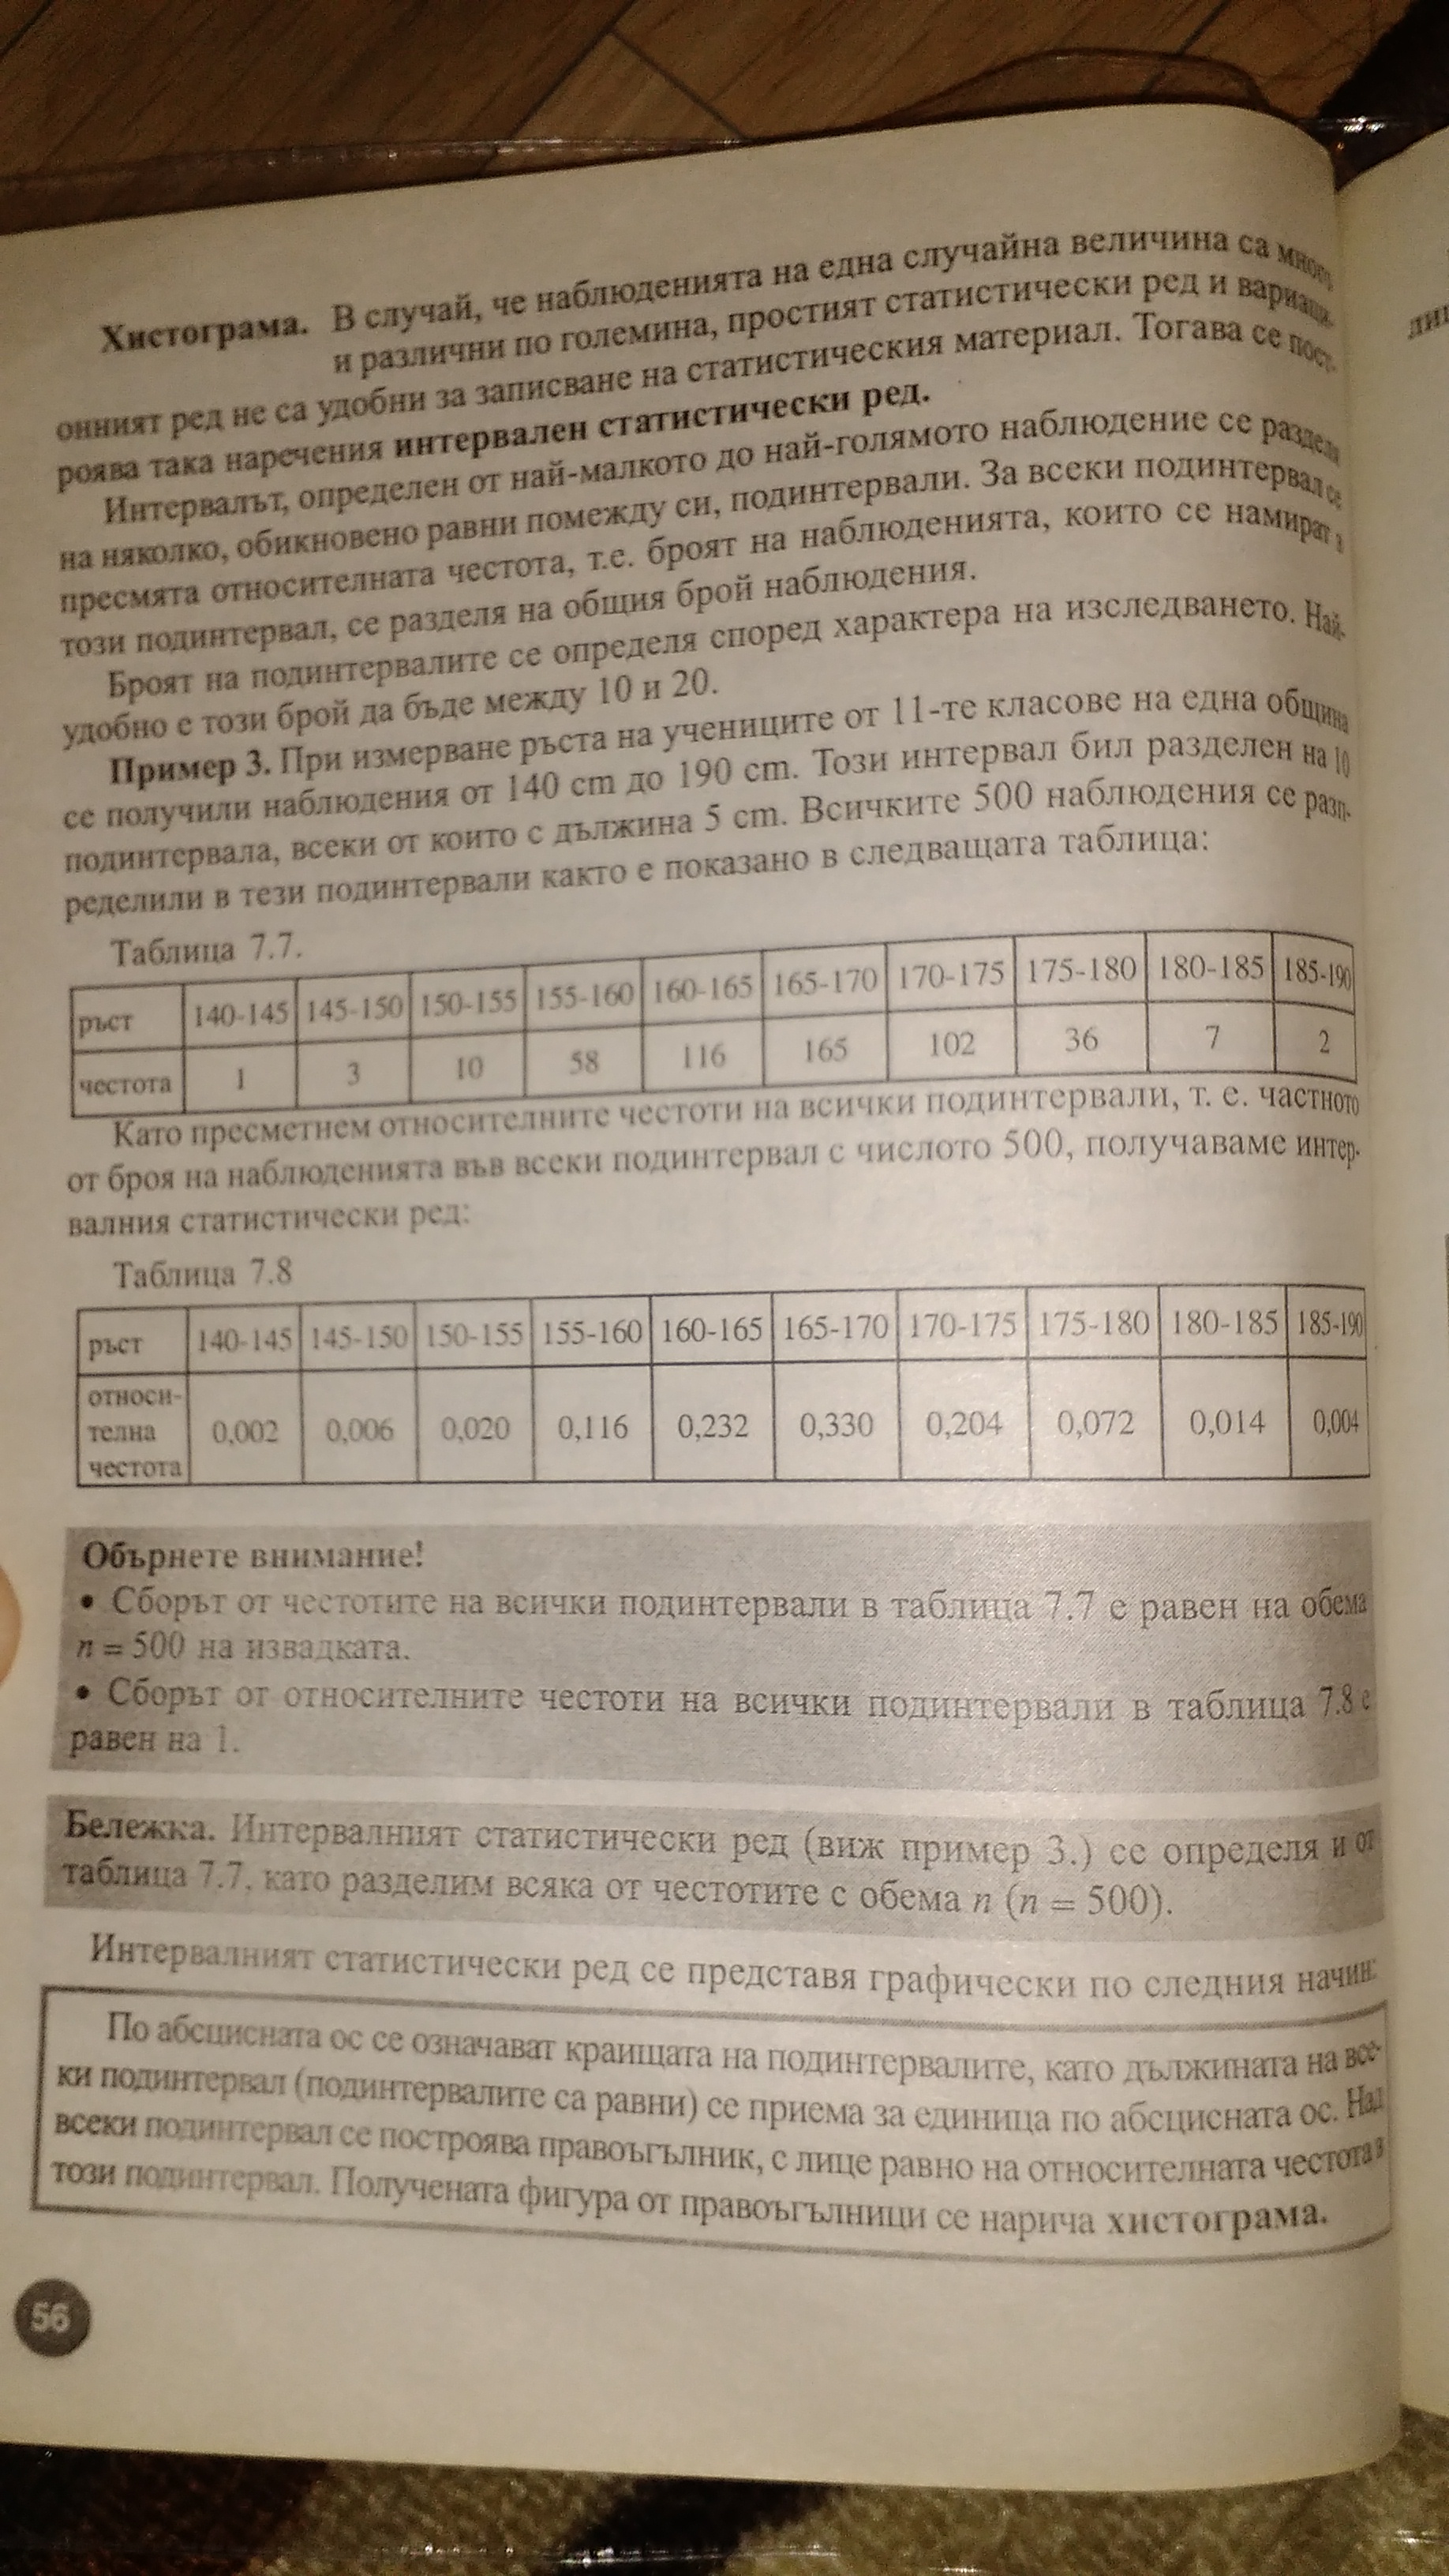 Хистограма. В случай, че наблюденията на една случайна величина са
и различни по големина, простият статистически ред и
онният ред не са удобни за записване на статистическия материал. Тогава се
роява така наречения интервален статистически ред.
Интервалът, определен от най-малкото до най-голямото наблюдение се
на няколко, обикновено равни помежду си, подинтервали. За всеки подинтервал се
пресмята относителната честота, т.е. броят на наблюденията, които се намират в
този подинтервал, се разделя на общия брой наблюдения.
Броят на подинтервалите се определя според характера на изследването. Най-
удобно е този брой да бъде между 10 и 20.
Пример 3. При измерване ръста на учениците от 11-те класове на една община
се получили наблюдения от 140 cm до 190 cm. Този интервал бил разделен на 10
подинтервала, всеки от които с дължина 5 cm. Всичките 500 наблюдения се разп-
ределили в тези подинтервали както е показано в следващата таблица:
Таблица 7.7.
ръст 140-145 145-150 150-155 155-160 160-165 165-170 170-175 175-180 180-185 185-190
честота 1 3 10 58 116 165 102 36 7 2
Като пресметнем относителните честоти на всички подинтервали, т. е. частното
от броя на наблюденията във всеки подинтервал с числото 500, получаваме интер-
валния статистически ред:
Таблица 7.8
ръст 140-145 145-150 150-155 155-160 160-165 165-170 170-175 175-180 180-185 185-190
относи-
телна 0,002 0,006 0,020 0,116 0,232 0,330 0,204 0,072 0,014 0,004
честота
Обърнете внимание!
• Сборът от честотите на всички подинтервали в таблица 7.7 е равен на обема
n = 500 на извадката.
• Сборът от относителните честоти на всички подинтервали в таблица 7.8 е
равен на 1.
Бележка. Интервалният статистически ред (виж пример 3.) се определя и от
таблица 7.7, като разделим всяка от честотите с обема n (n = 500).
Интервалният статистически ред се представя графически по следния начин:
По абсцисната ос се означават краищата на подинтервалите, като дължината на все-
ки подинтервал (подинтервалите са равни) се приема за единица по абсцисната ос. Над
всеки подинтервал се построява правоъгълник, с лице равно на относителната честота в
този подинтервал. Получената фигура от правоъгълници се нарича хистограма.
56